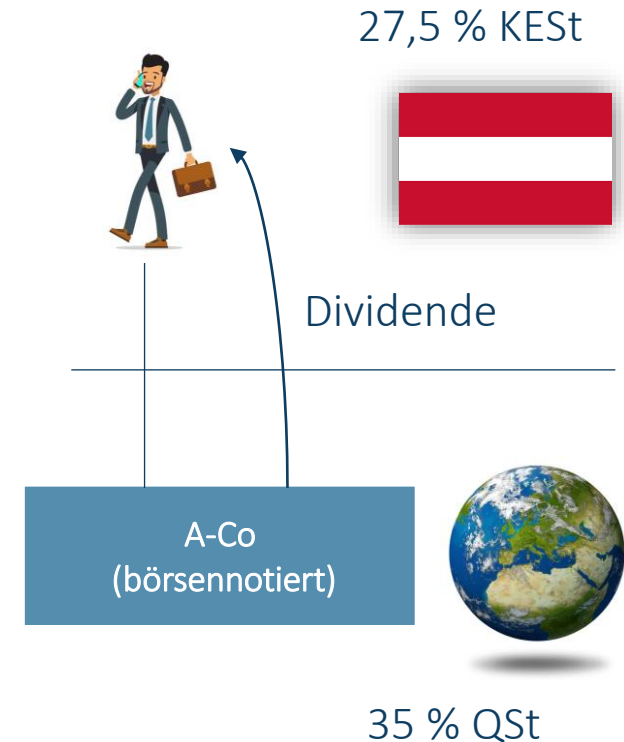 27,5 % KESt
Dividende
A-Co
(börsennotiert)
35 % QSt